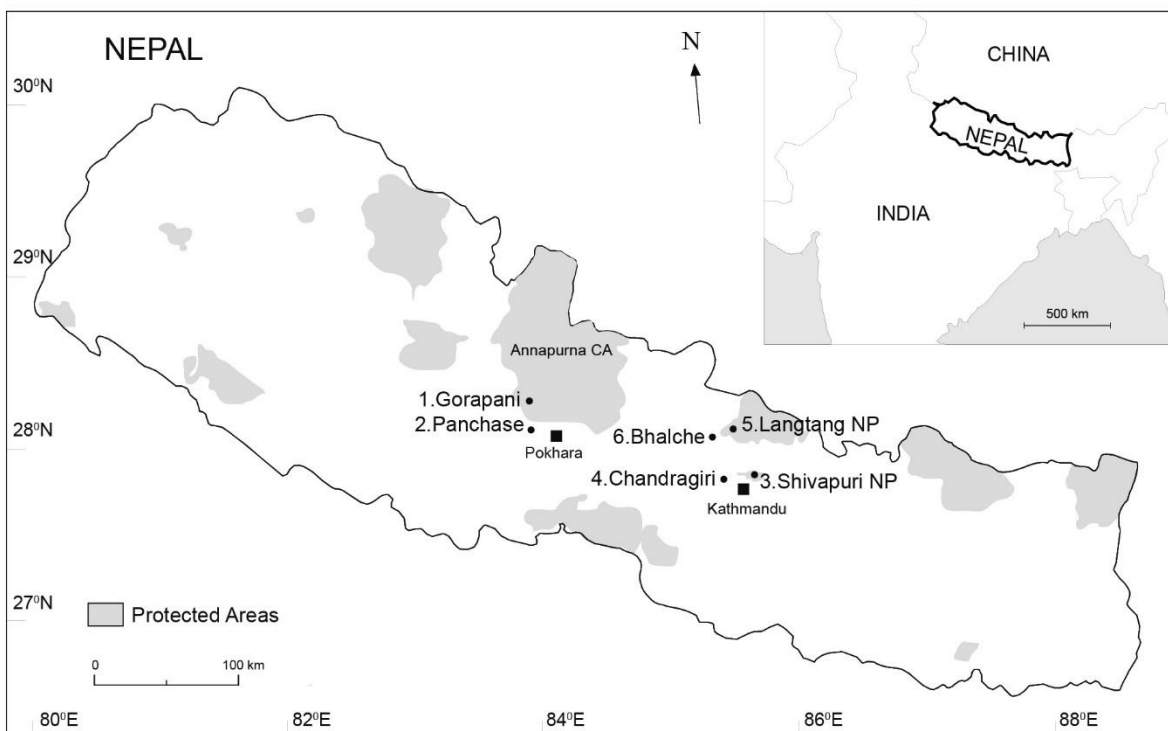 NEPAL
N
CHINA
NEPAL
INDIA
500 km
30⁰N
29⁰N
28⁰N
27⁰N
Annapurna CA
1.Gorapani
2.Panchase
Pokhara
5.Langtang NP
6.Bhalche
4.Chandragiri
3.Shivapuri NP
Kathmandu
Protected Areas
0 100 km
80⁰E 82⁰E 84⁰E 86⁰E 88⁰E